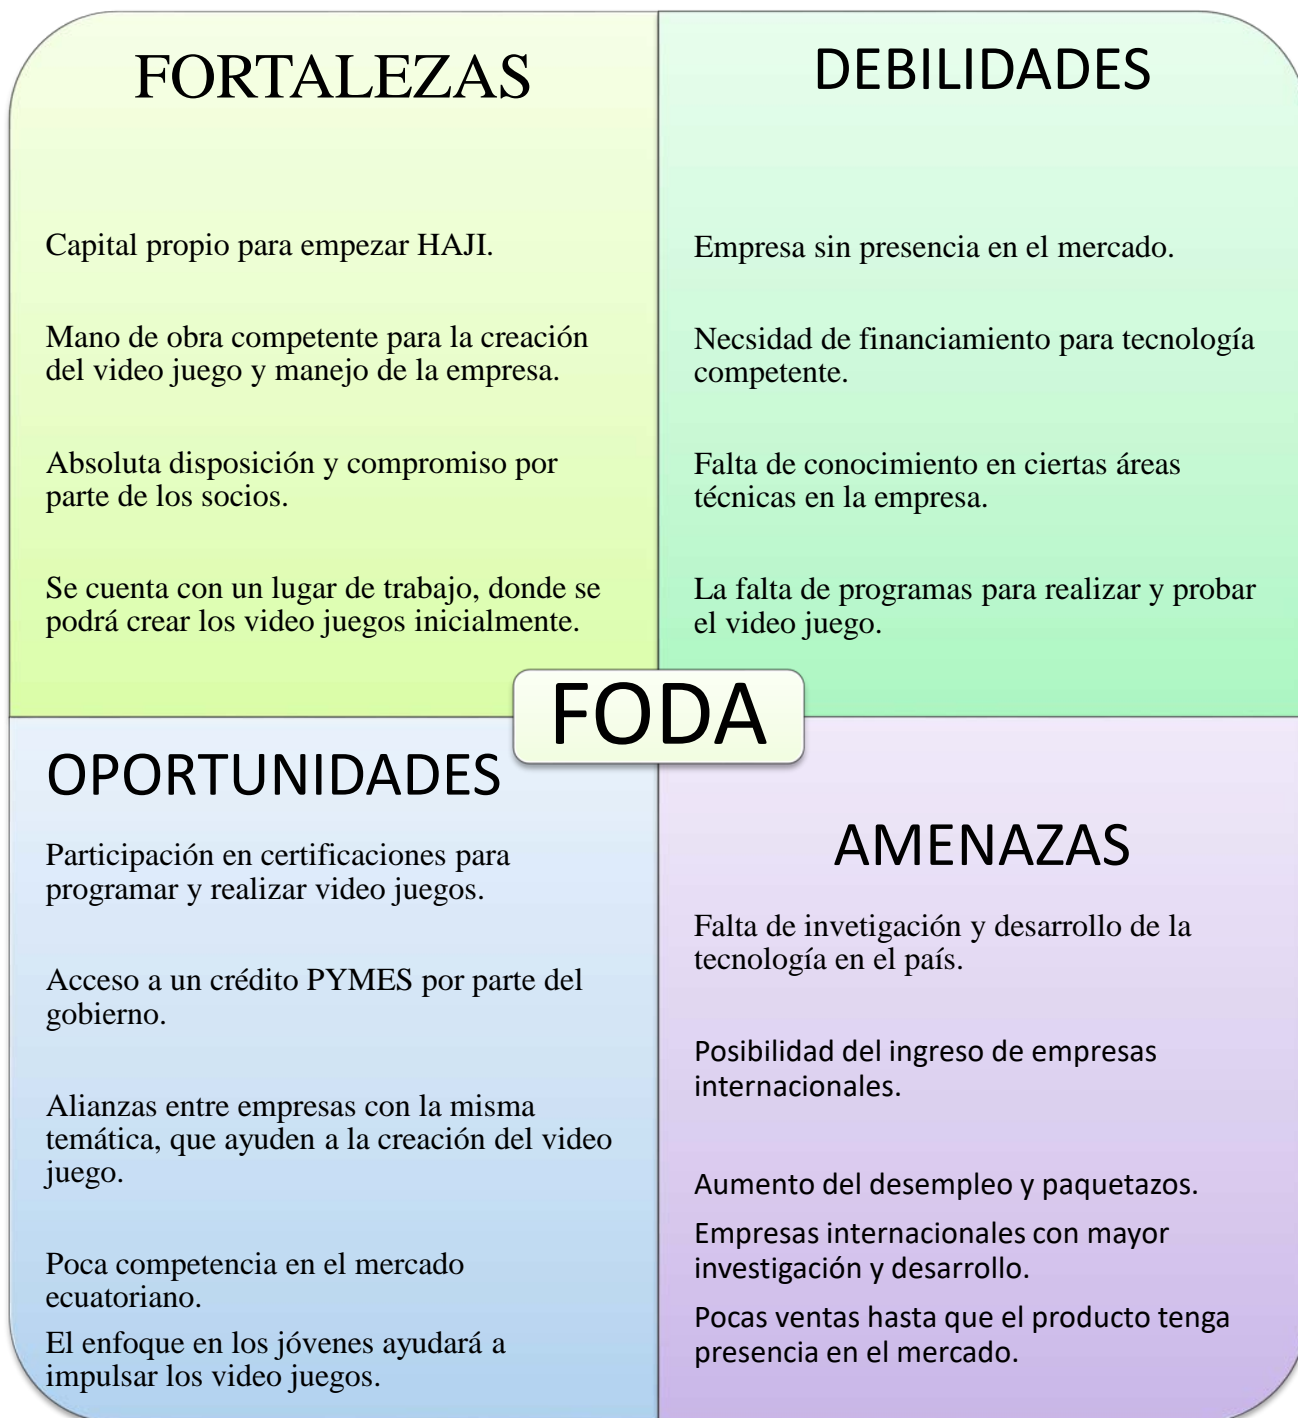 FORTALEZAS
Capital propio para empezar HAJI.
Mano de obra competente para la creación
del video juego y manejo de la empresa.
Absoluta disposición y compromiso por
parte de los socios.
Se cuenta con un lugar de trabajo, donde se
podrá crear los video juegos inicialmente.
DEBILIDADES
Empresa sin presencia en el mercado.
Necsidad de financiamiento para tecnología
competente.
Falta de conocimiento en ciertas áreas
técnicas en la empresa.
La falta de programas para realizar y probar
el video juego.
FODA
OPORTUNIDADES
Participación en certificaciones para
programar y realizar video juegos.
Acceso a un crédito PYMES por parte del
gobierno.
Alianzas entre empresas con la misma
temática, que ayuden a la creación del video
juego.
Poca competencia en el mercado
ecuatoriano.
El enfoque en los jóvenes ayudará a
impulsar los video juegos.
AMENAZAS
Falta de invetigación y desarrollo de la
tecnología en el país.
Posibilidad del ingreso de empresas
internacionales.
Aumento del desempleo y paquetazos.
Empresas internacionales con mayor
investigación y desarrollo.
Pocas ventas hasta que el producto tenga
presencia en el mercado.